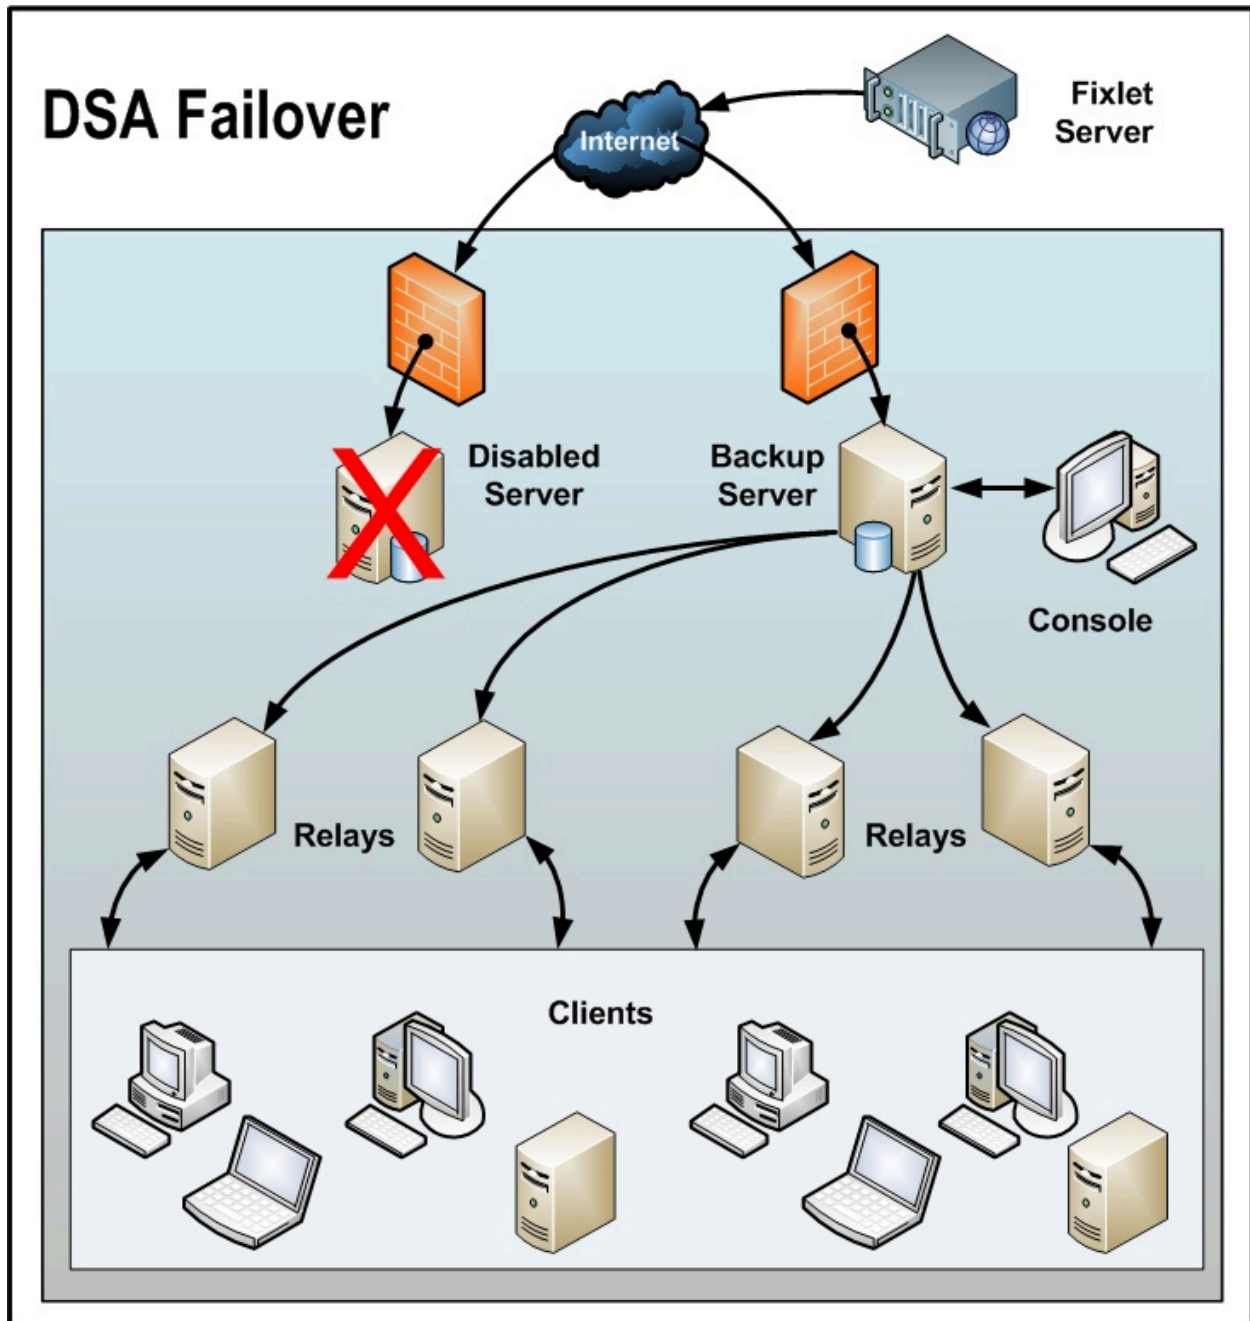 DSA Failover
Internet
Fixlet
Server
Disabled
Server
Backup
Server
Console
Relays
Relays
Clients